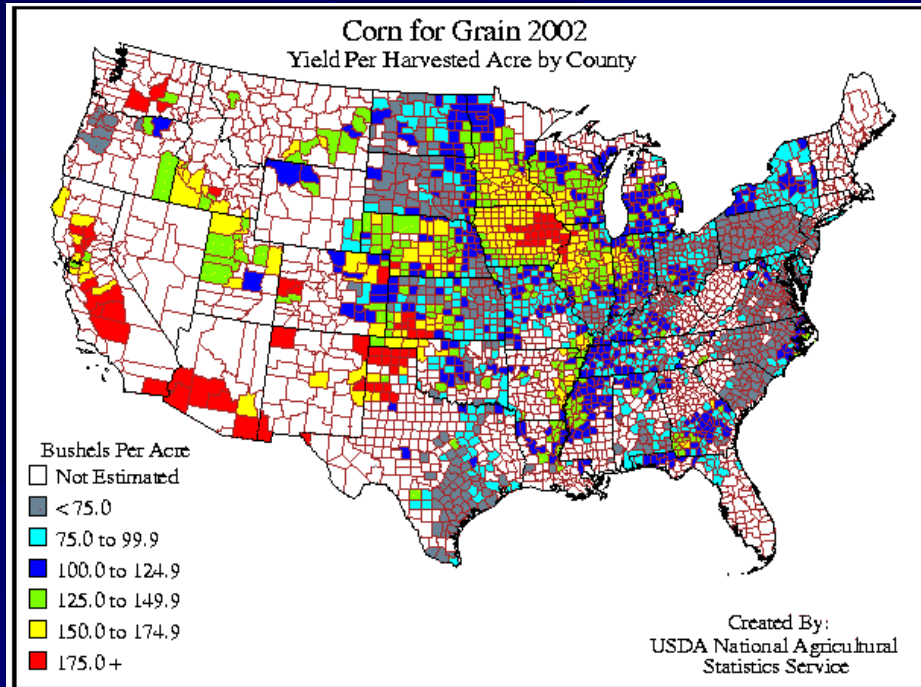 Corn for Grain 2002
Yield Per Harvested Acre by County
Bushels Per Acre
Not Estimated
< 75.0
75.0 to 99.9
100.0 to 124.9
125.0 to 149.9
150.0 to 174.9
175.0 +
Created By:
USDA National Agricultural
Statistics Service